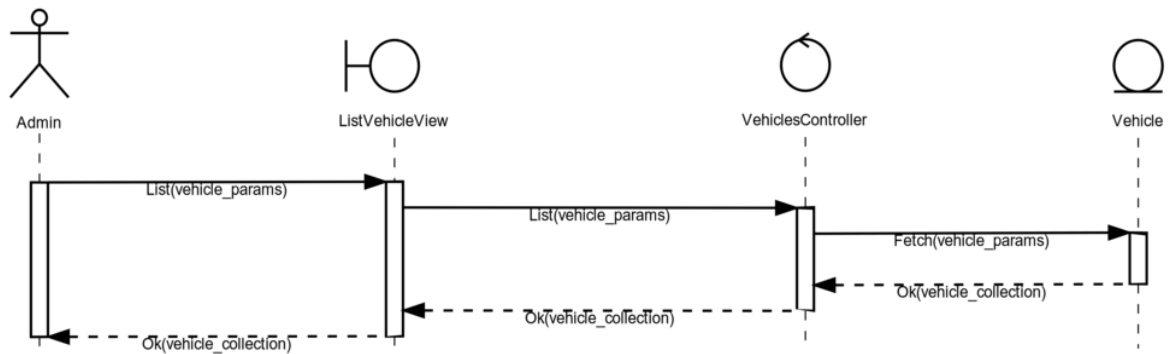 Admin
ListVehicleView
VehiclesController
Vehicle
List(vehicle_params)
List(vehicle_params)
Fetch(vehicle_params)
Ok(vehicle_collection)
Ok(vehicle_collection)
Ok(vehicle_collection)